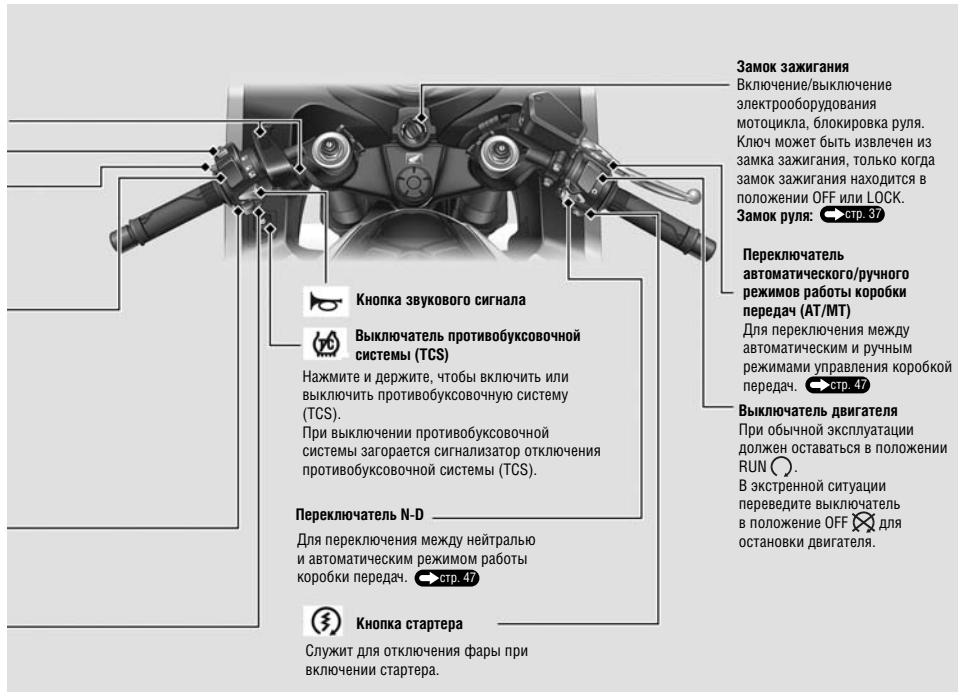 Замок зажигания
Включение/выключение
электрооборудования
мотоцикла, блокировка руля.
Ключ может быть извлечен из
замка зажигания, только когда
замок зажигания находится в
положении OFF или LOCK.
Замок руля: стр. 37
Переключатель
автоматического/ручного
режимов работы коробки
передач (AT/MT)
Для переключения между
автоматическим и ручным
режимами управления коробкой
передач. стр. 47
Выключатель двигателя
При обычной эксплуатации
должен оставаться в положении
RUN.
В экстренной ситуации
переведите выключатель
в положение OFF для
остановки двигателя.
Кнопка звукового сигнала
Выключатель противобуксовочной
системы (TCS)
Нажмите и держите, чтобы включить или
выключить противобуксовочную систему
(TCS).
При выключении противобуксовочной
системы загорается сигнализатор отключения
противобуксовочной системы (TCS).
Переключатель N-D
Для переключения между нейтралью
и автоматическим режимом работы
коробки передач. стр. 47
Кнопка стартера
Служит для отключения фары при
включении стартера.